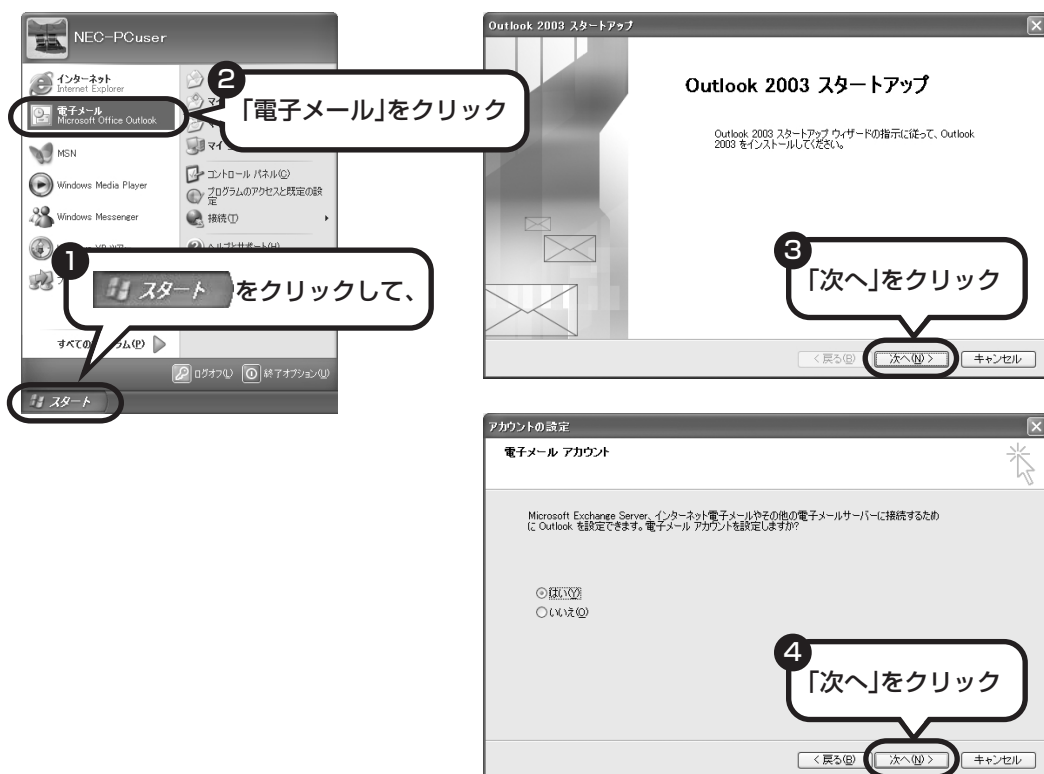 NEC-PCuser
インターネット
Internet Explorer
電子メール
Microsoft Office Outlook
MSN
Windows Media Player
Windows Messenger
コントロール パネル(C)
プログラムのアクセスと既定の設
定
接続(T)
ヘルプとサポート(H)
すべての
ログオフ(L)
終了オプション(U)
スタート
2
「電子メール」をクリック
1
スタート をクリックして、
Outlook 2003 スタートアップ
Outlook 2003 スタートアップ
Outlook 2003 スタートアップ ウィザードの指示に従って、Outlook
2003 をインストールしてください。
3
「次へ」をクリック
< 戻る(B) 次へ(N) > キャンセル
アカウントの設定
電子メール アカウント
Microsoft Exchange Server、インターネット電子メールやその他の電子メールサーバーに接続するため
に Outlook を設定できます。電子メール アカウントを設定しますか?
はい(Y)
いいえ(O)
4
「次へ」をクリック
< 戻る(B) 次へ(N) > キャンセル